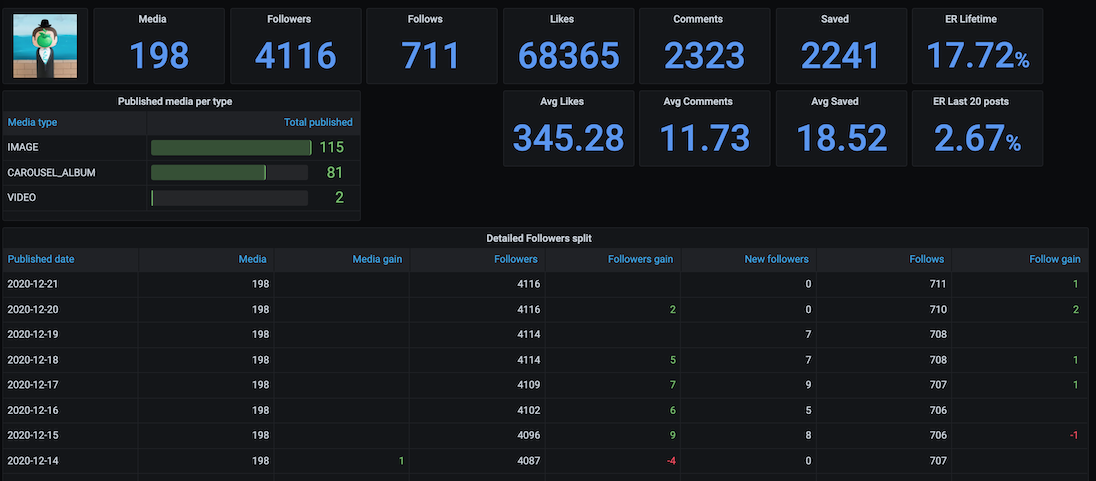 Media Followers Follows Likes Comments Saved ER Lifetime
198 4116 711 68365 2323 2241 17.72%
Published media per type
Media type Total published
IMAGE 115
CAROUSEL_ALBUM 81
VIDEO 2
Avg Likes Avg Comments Avg Saved ER Last 20 posts
345.28 11.73 18.52 2.67%
Detailed Followers split
Published date Media Media gain Followers Followers gain New followers Follows Follow gain
2020-12-21 198 4116 0 711 1
2020-12-20 198 4116 2 0 710 2
2020-12-19 198 4114 7 708
2020-12-18 198 4114 5 7 708 1
2020-12-17 198 4109 7 9 707 1
2020-12-16 198 4102 6 5 706
2020-12-15 198 4096 9 8 706 -1
2020-12-14 198 1 4087 -4 0 707